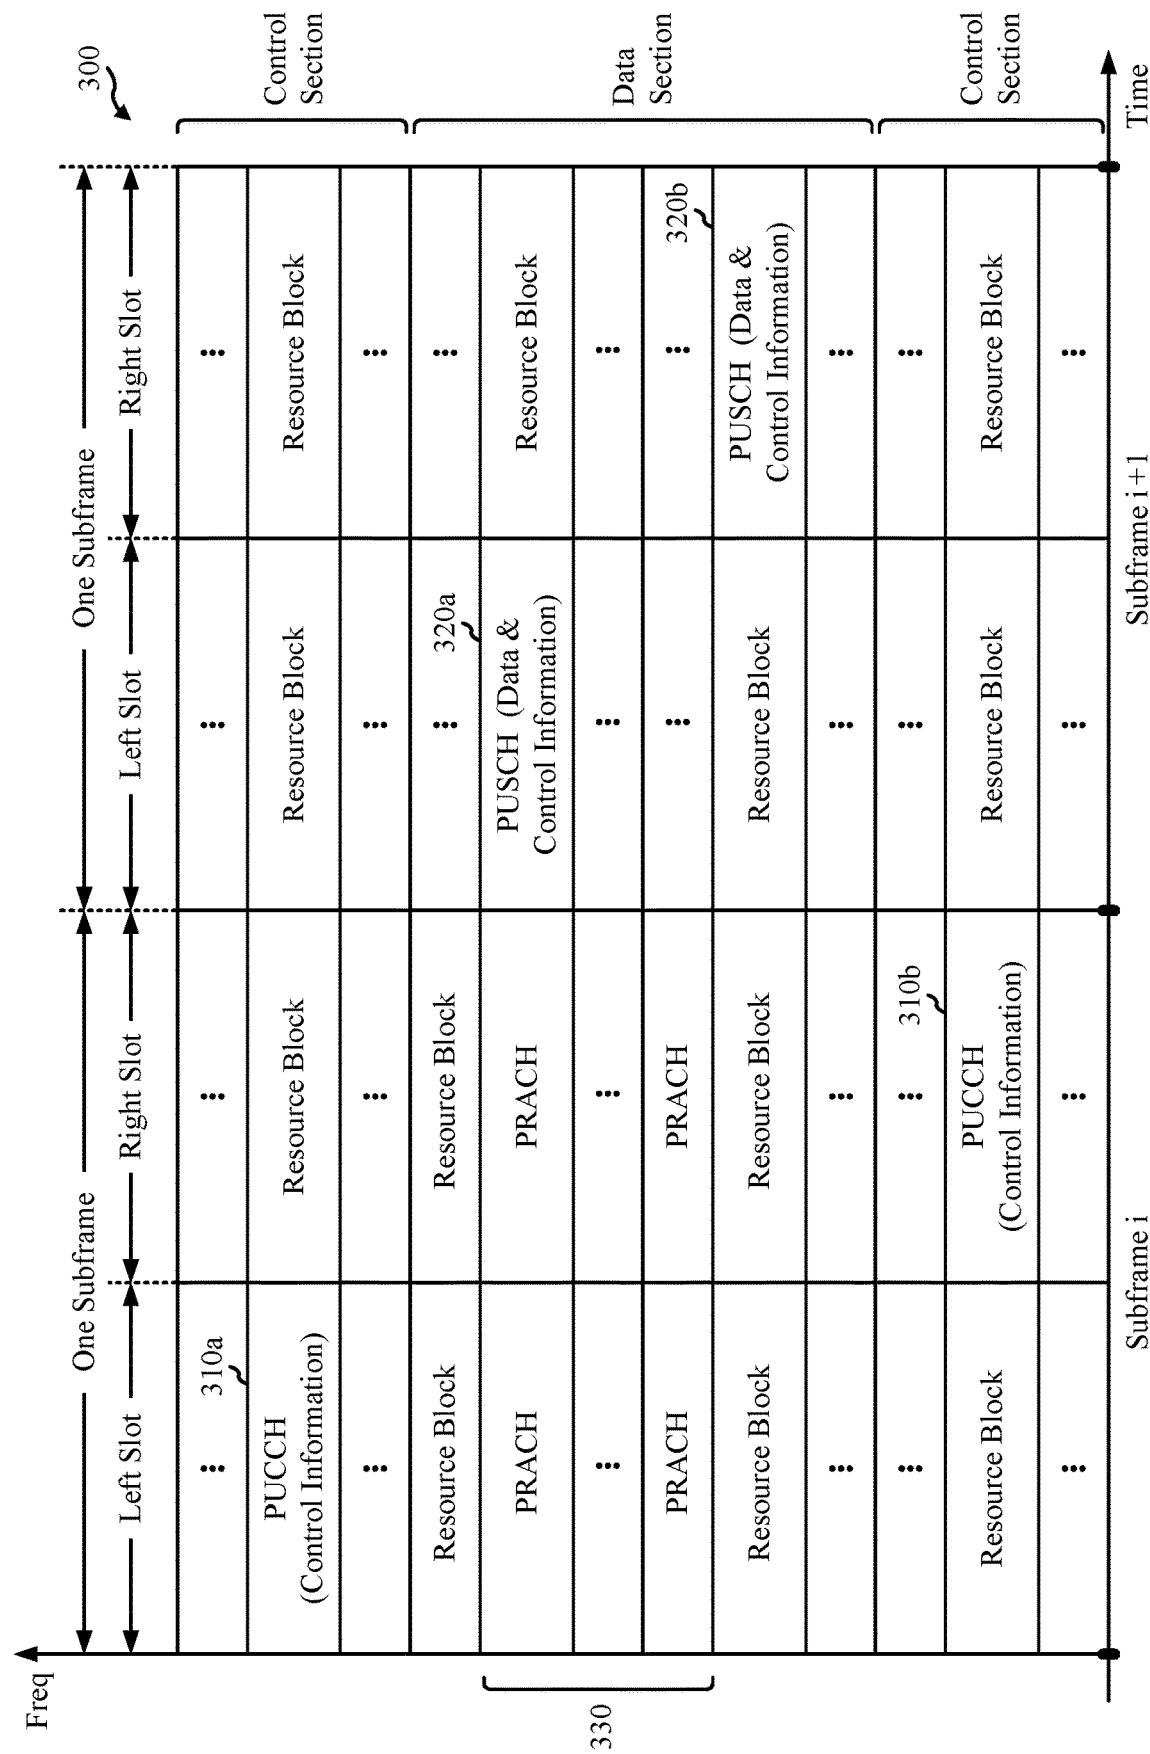 300
Freq
One Subframe
One Subframe
Left Slot
Right Slot
Left Slot
Right Slot
...
310a
...
...
...
PUCCH
(Control Information)
Resource Block
Resource Block
Resource Block
Control
Section
...
...
...
...
Resource Block
Resource Block
...
320a
...
PRACH
PRACH
PUSCH (Data &
Control Information)
Resource Block
330
...
...
...
...
Data
Section
PRACH
PRACH
...
...
320b
Resource Block
Resource Block
Resource Block
PUSCH (Data &
Control Information)
...
...
...
...
...
...
310b
...
...
Resource Block
PUCCH
(Control Information)
Resource Block
Resource Block
Control
Section
...
...
...
...
Subframe i
Subframe i + 1
Time